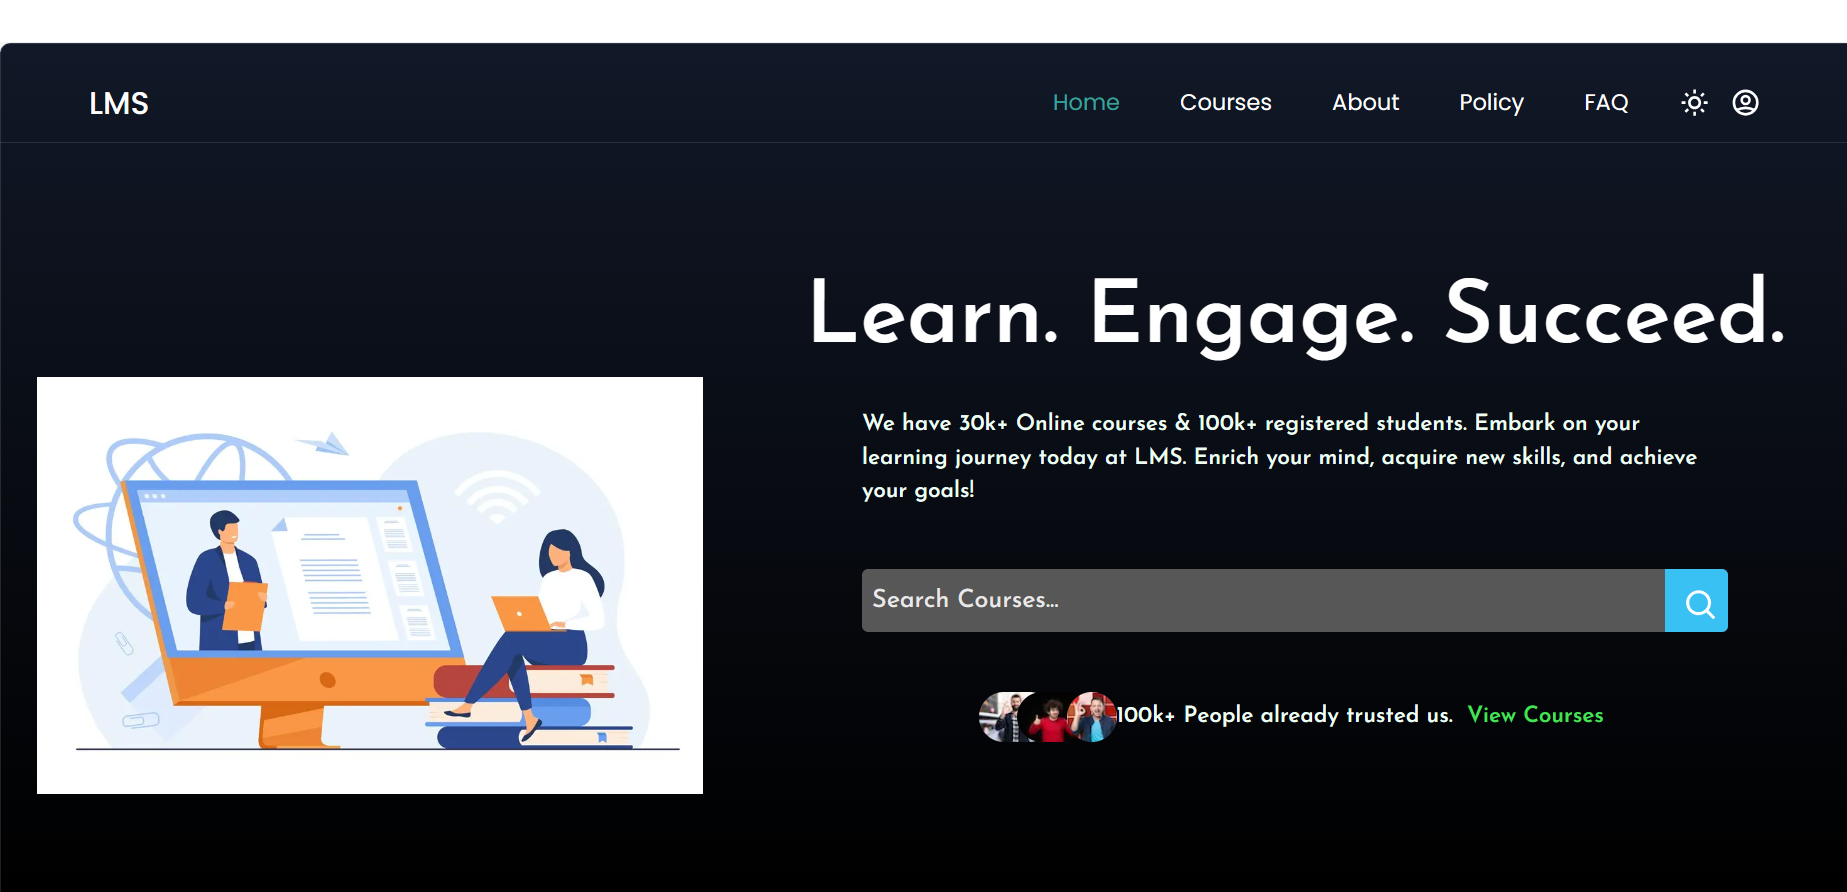 LMS
Home
Courses
About
Policy
FAQ
Learn. Engage. Succeed.
We have 30k+ Online courses & 100k+ registered students. Embark on your
learning journey today at LMS. Enrich your mind, acquire new skills, and achieve
your goals!
Search Courses...
100k+ People already trusted us. View Courses